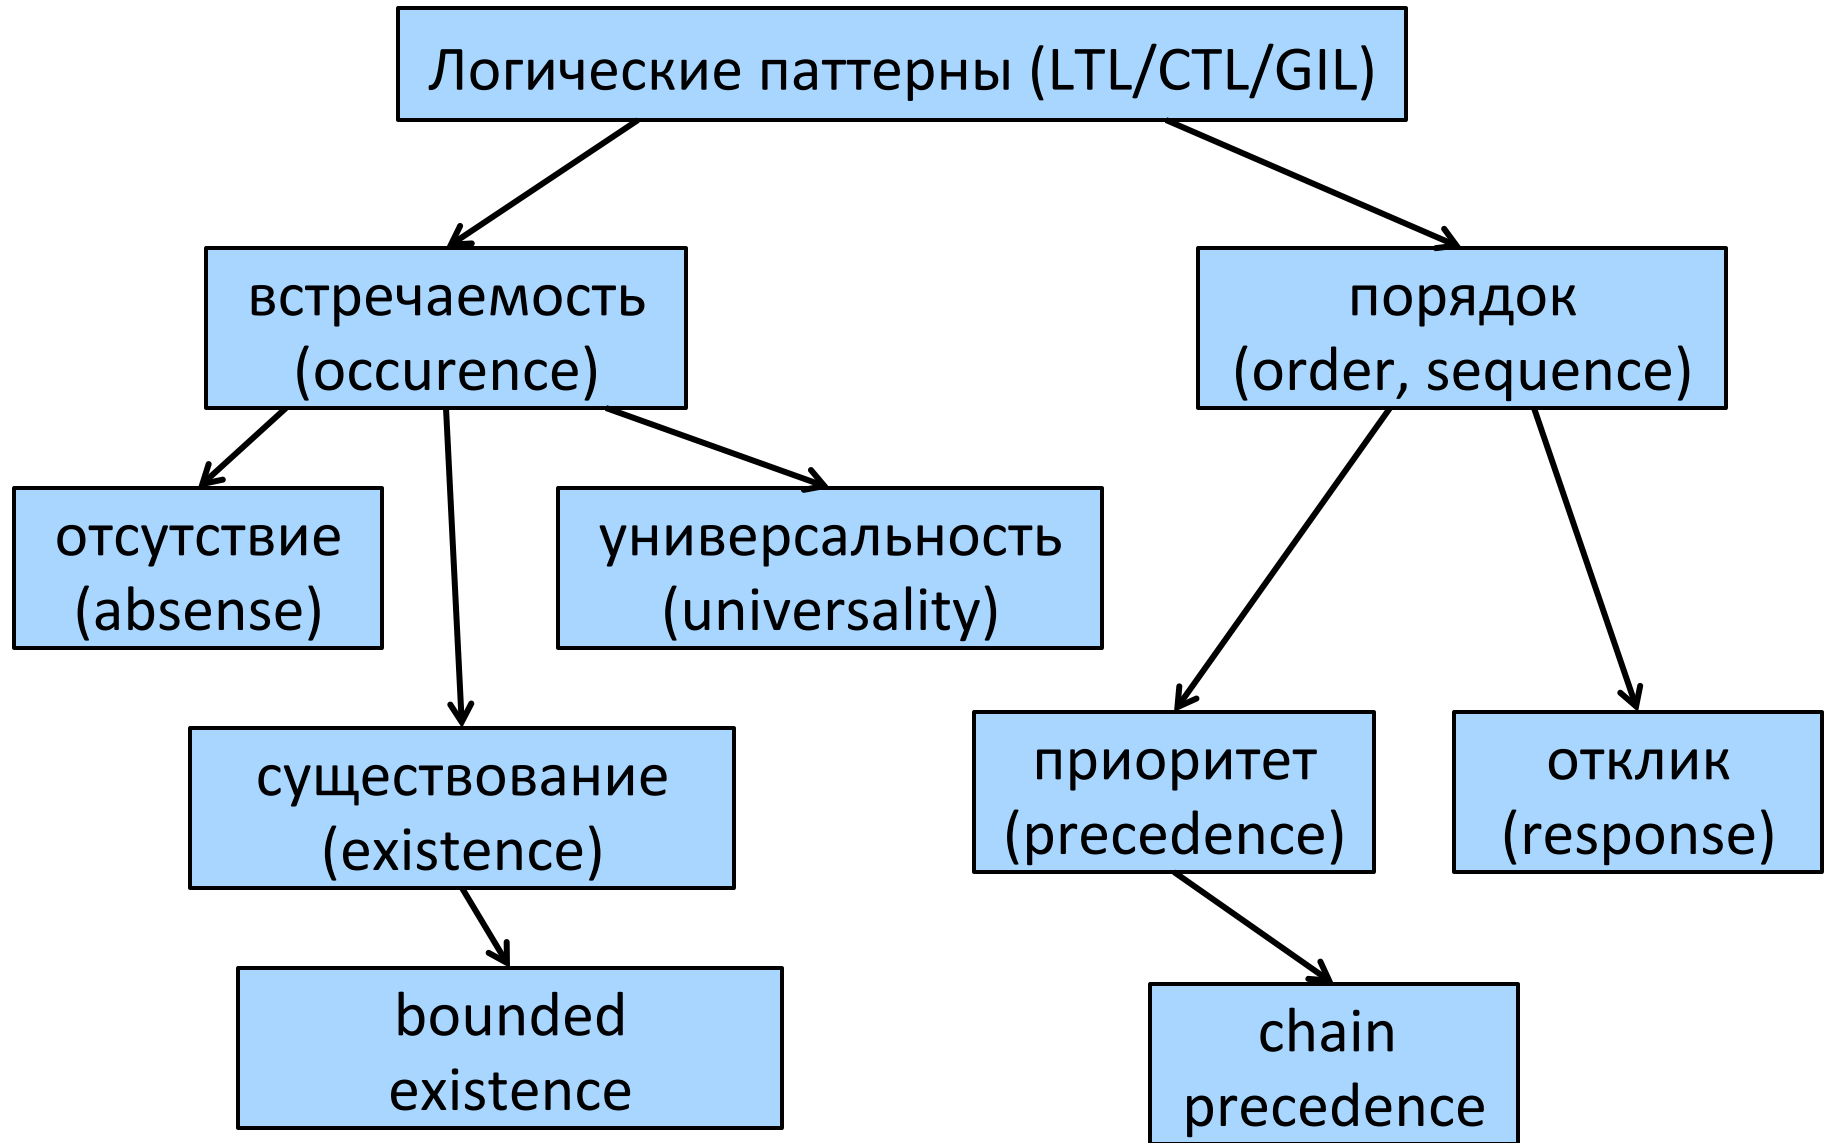 Логические паттерны (LTL/CTL/GIL)
встречаемость
(occurence)
порядок
(order, sequence)
отсутствие
(absense)
универсальность
(universality)
существование
(existence)
приоритет
(precedence)
отклик
(response)
bounded
existence
chain
precedence